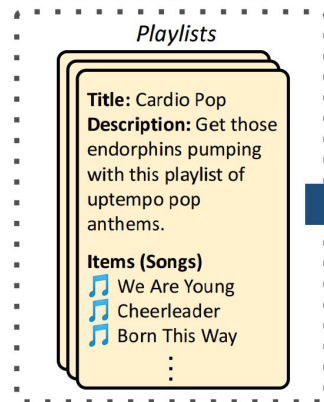 Playlists
Title: Cardio Pop
Description: Get those
endorphins pumping
with this playlist of
uptempo pop
anthems.
Items (Songs)
We Are Young
Cheerleader
Born This Way
⋮